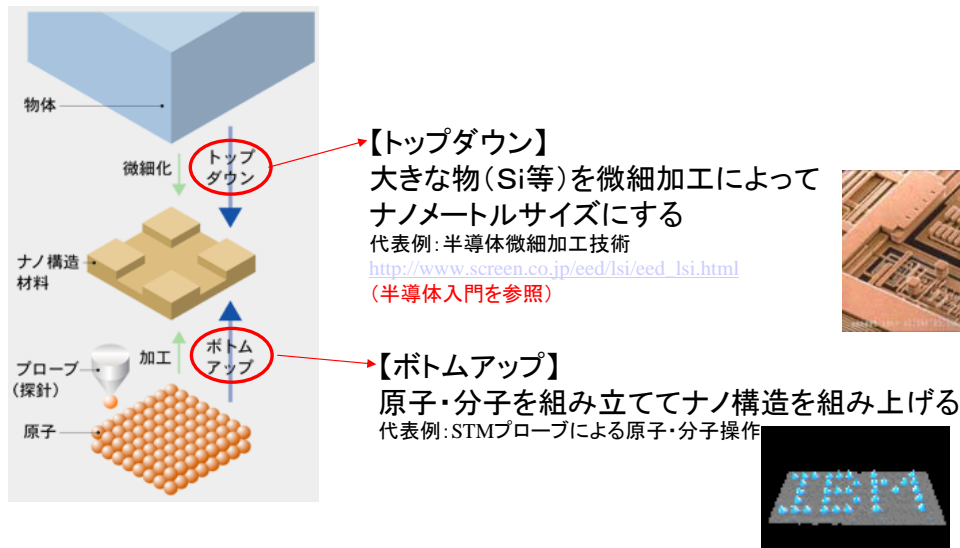 物体
微細化
トップ
ダウン
ナノ構造
材料
加工
ボトム
アップ
プローブ
(探針)
原子
【トップダウン】
大きな物(Si等)を微細加工によって
ナノメートルサイズにする
代表例:半導体微細加工技術
http://www.screen.co.jp/eed/lsi/eed_lsi.html
(半導体入門を参照)
【ボトムアップ】
原子・分子を組み立ててナノ構造を組み上げる
代表例:STMプローブによる原子・分子操作
IBM